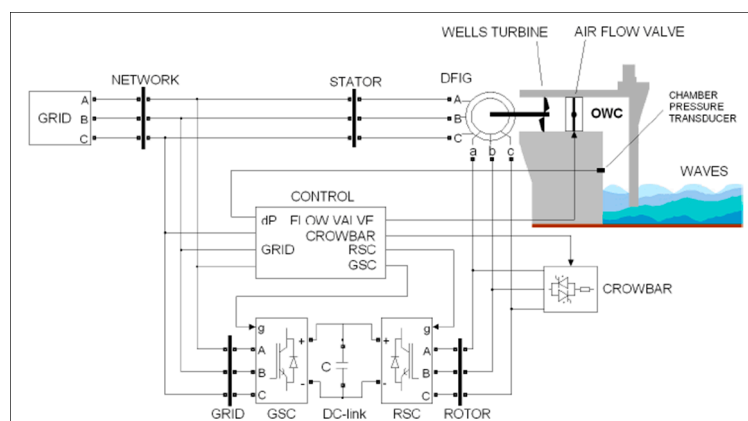 WELLS TURBINE
AIR FLOW VALVE
NETWORK
STATOR
DFIG
A
B
C
GRID
A
B
C
OWC
CHAMBER
PRESSURE
TRANSDUCER
a b c
WAVES
CONTROL
dP FLOW VALVE
CROWBAR
GRID RSC
GSC
CROWBAR
g
A
B
C
+
-
C
+
-
g
A
B
C
GRID
GSC
DC-link
RSC
ROTOR